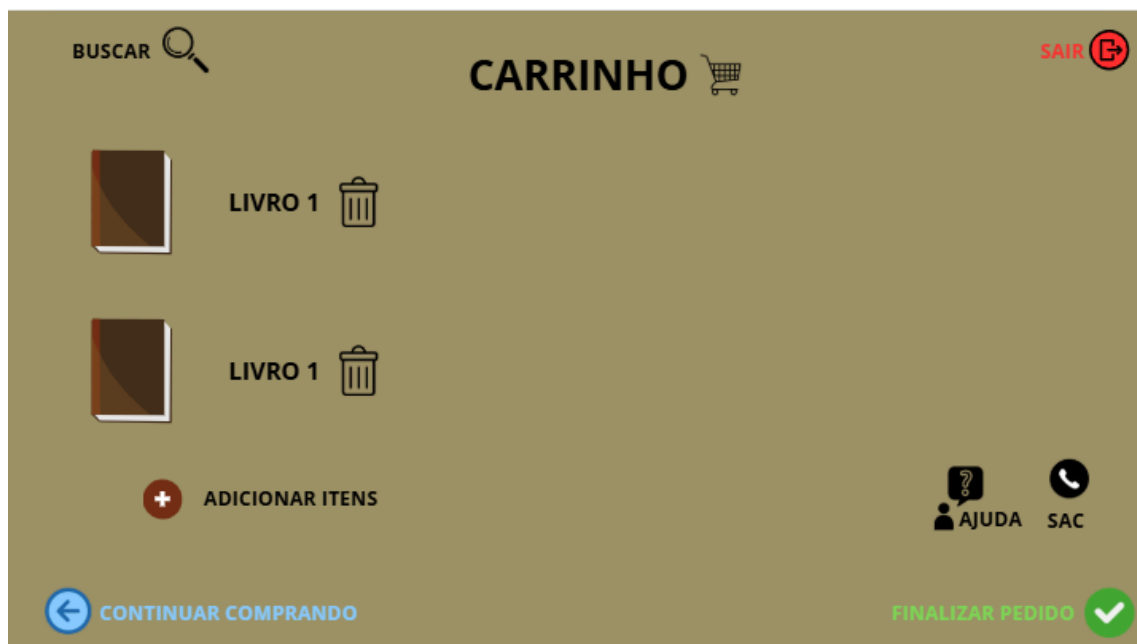 BUSCAR
CARRINHO
SAIR
LIVRO 1
LIVRO 1
ADICIONAR ITENS
?
AJUDA
SAC
CONTINUAR COMPRANDO
FINALIZAR PEDIDO